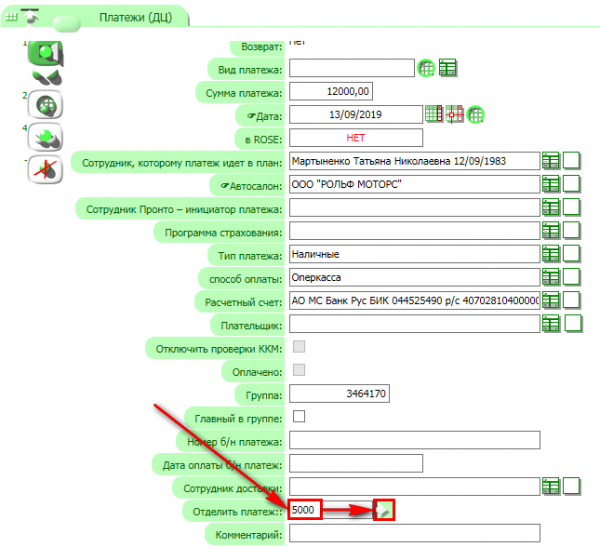 Платежи (ДЦ)
Возврат: Нет
Вид платежа:
Сумма платежа: 12000,00
Дата: 13/09/2019
в ROSE: НЕТ
Сотрудник, которому платеж идет в план: Мартыненко Татьяна Николаевна 12/09/1983
Автосалон: ООО "РОЛЬФ МОТОРС"
Сотрудник Пронто – инициатор платежа:
Программа страхования:
Тип платежа: Наличные
способ оплаты: Оперкасса
Расчетный счет: АО МС Банк Рус БИК 044525490 р/с 40702810400000
Плательщик:
Отключить проверки ККМ:
Оплачено:
Группа: 3464170
Главный в группе:
Номер б/н платежа:
Дата оплаты б/н платеж:
Сотрудник доставки:
Отделить платеж:: 5000
Комментарий:
2
4